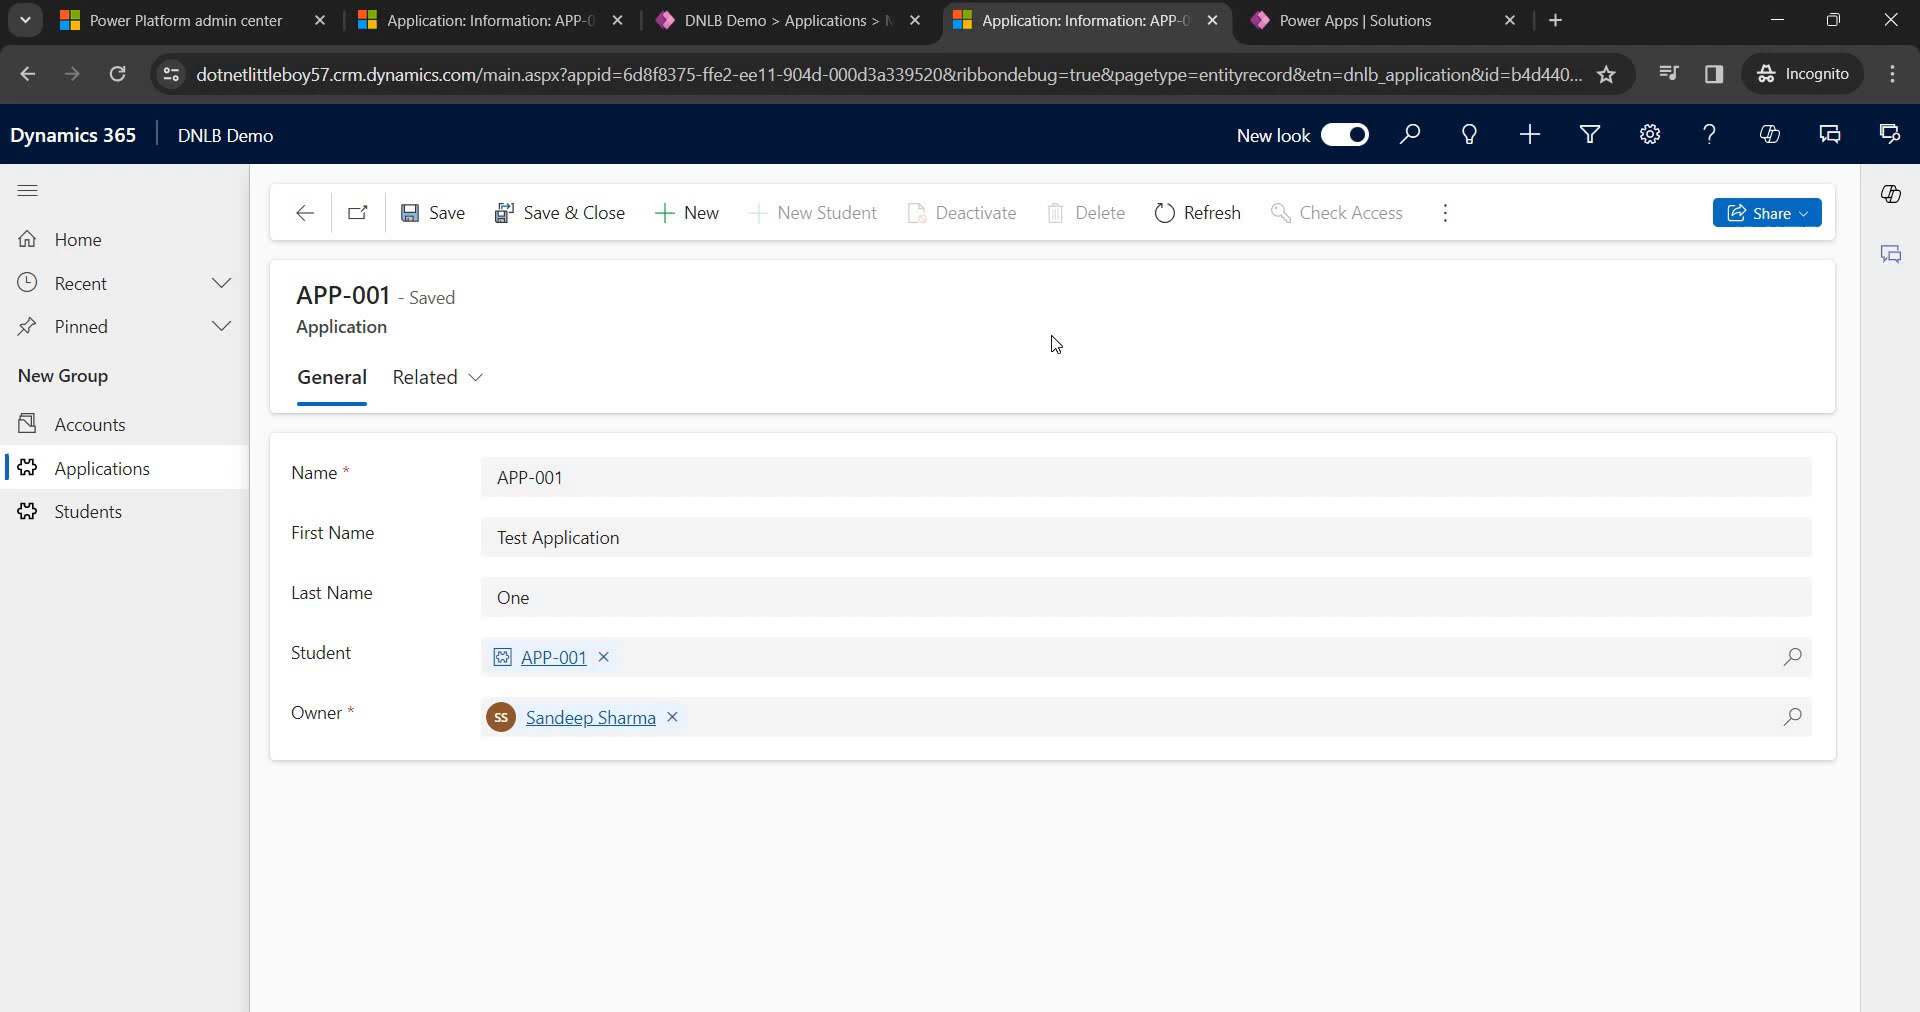 Power Platform admin center
Application: Information: APP-0
DNLB Demo > Applications >
Application: Information: APP-0
Power Apps | Solutions
dotnetlittleboy57.crm.dynamics.com/main.aspx?appid=6d8f8375-ffe2-ee11-904d-000d3a339520&ribbondebug=true&pagetype=entityrecord&etn=dnlb_application&id=b4d440...
Incognito
Dynamics 365
DNLB Demo
New look
Save
Save & Close
New
New Student
Deactivate
Delete
Refresh
Check Access
Share
Home
Recent
Pinned
New Group
Accounts
Applications
Students
APP-001 - Saved
Application
General
Related
Name *
APP-001
First Name
Test Application
Last Name
One
Student
APP-001
Owner *
SS
Sandeep Sharma